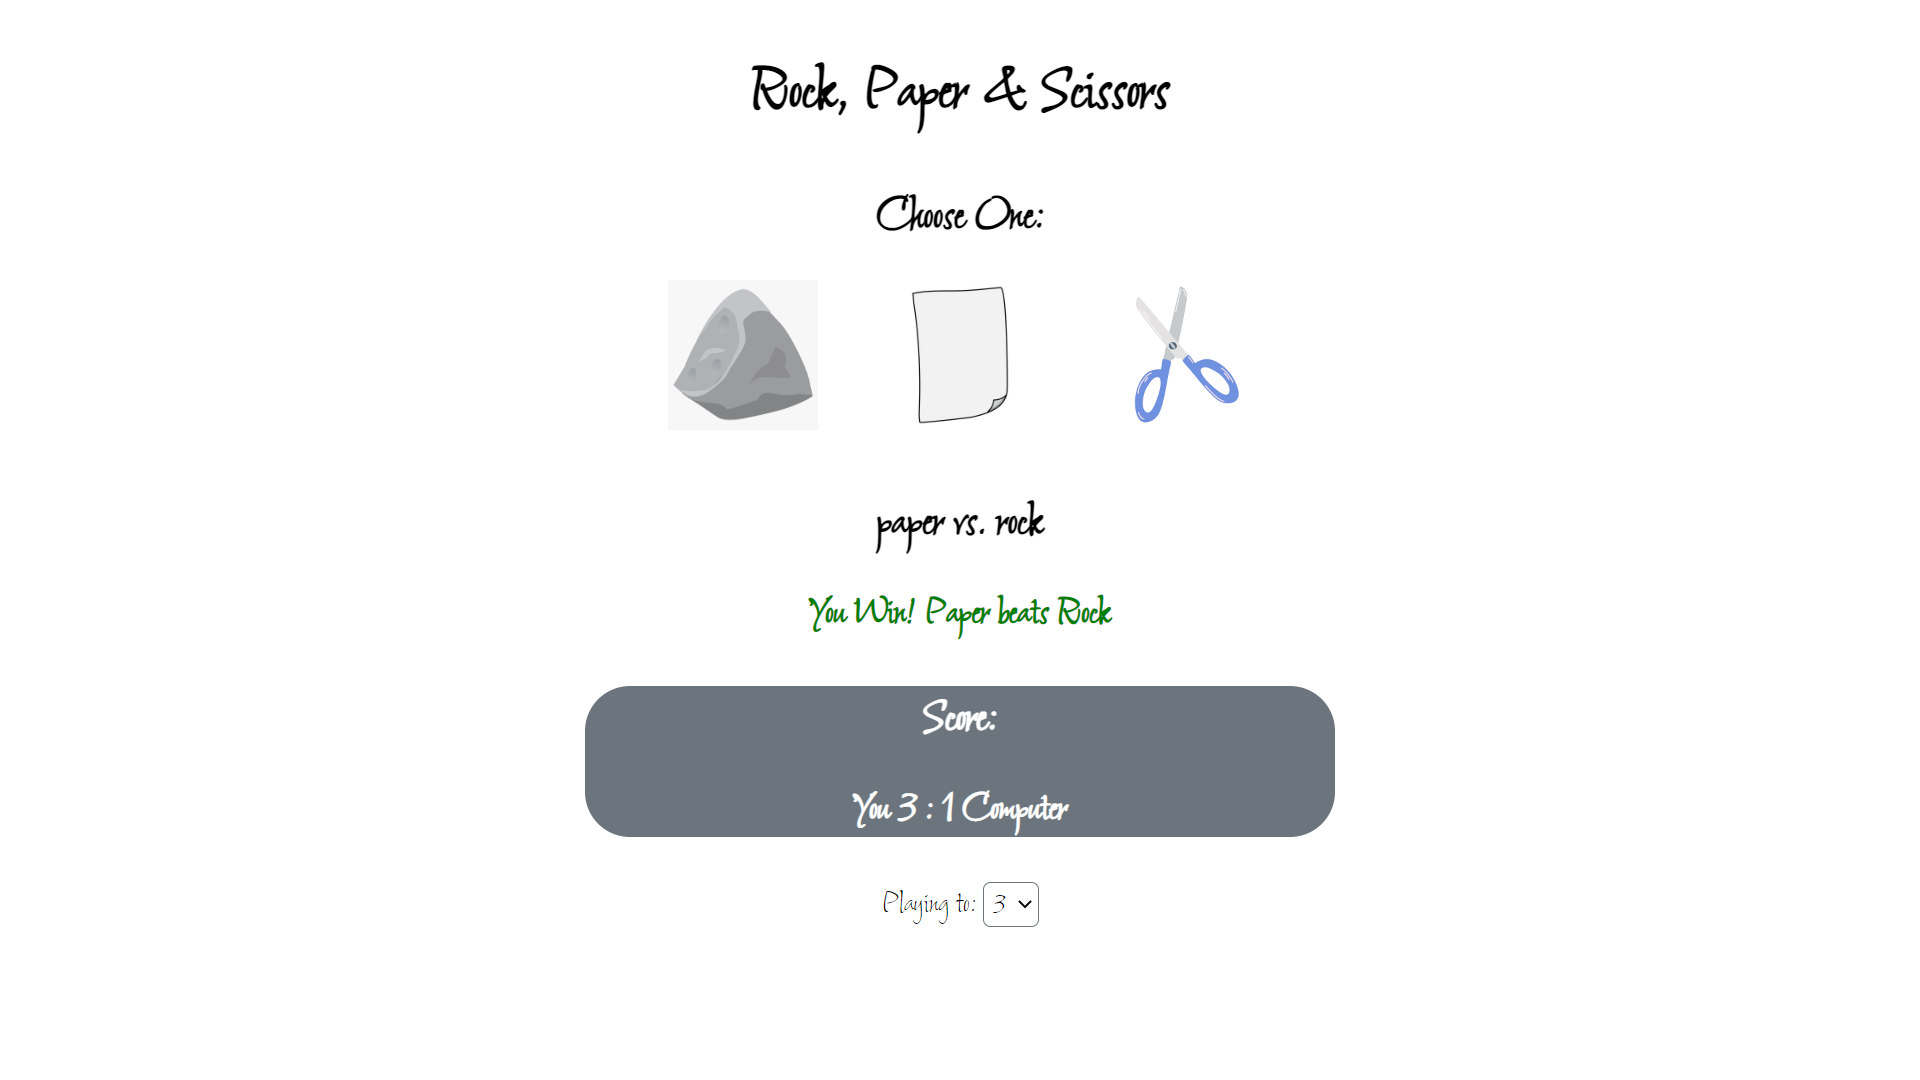 Rock, Paper & Scissors
Choose One:
paper vs. rock
You Win! Paper beats Rock
Score:
You 3 : 1 Computer
Playing to: 3